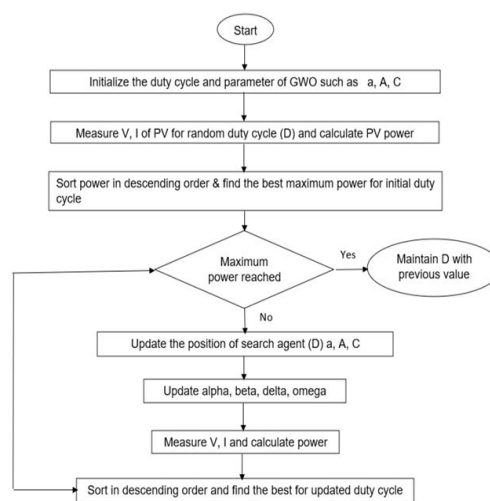 Start
Initialize the duty cycle and parameter of GWO such as a, A, C
Measure V, I of PV for random duty cycle (D) and calculate PV power
Sort power in descending order & find the best maximum power for initial duty
cycle
Maximum
power reached
Yes
Maintain D with
previous value
No
Update the position of search agent (D) a, A, C
Update alpha, beta, delta, omega
Measure V, I and calculate power
Sort in descending order and find the best for updated duty cycle